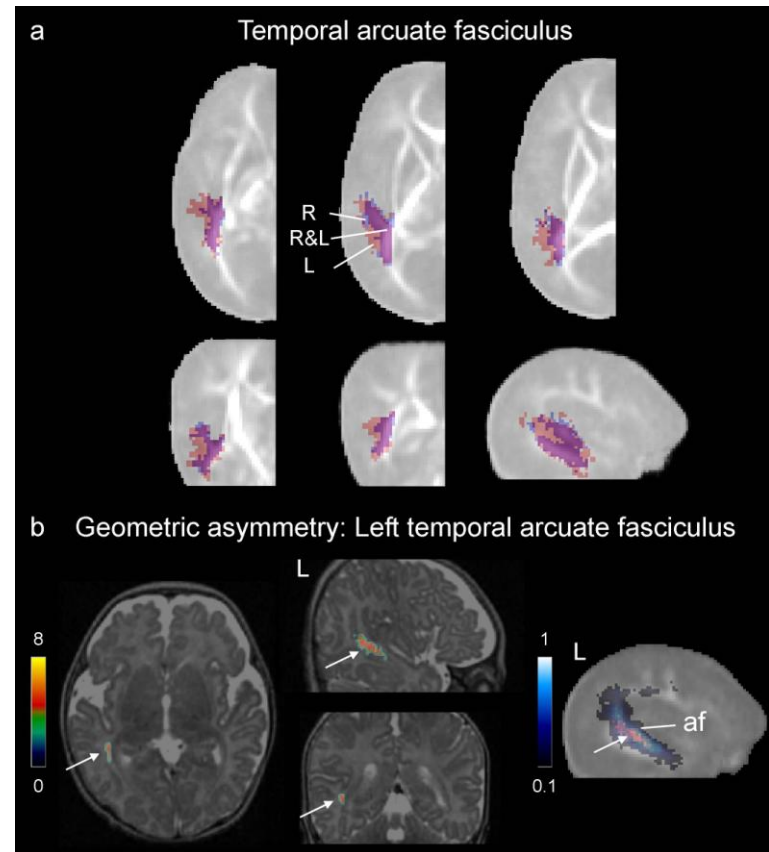 a Temporal arcuate fasciculus
R
R&L
L
b Geometric asymmetry: Left temporal arcuate fasciculus
L
8
0
1
0.1
L
af